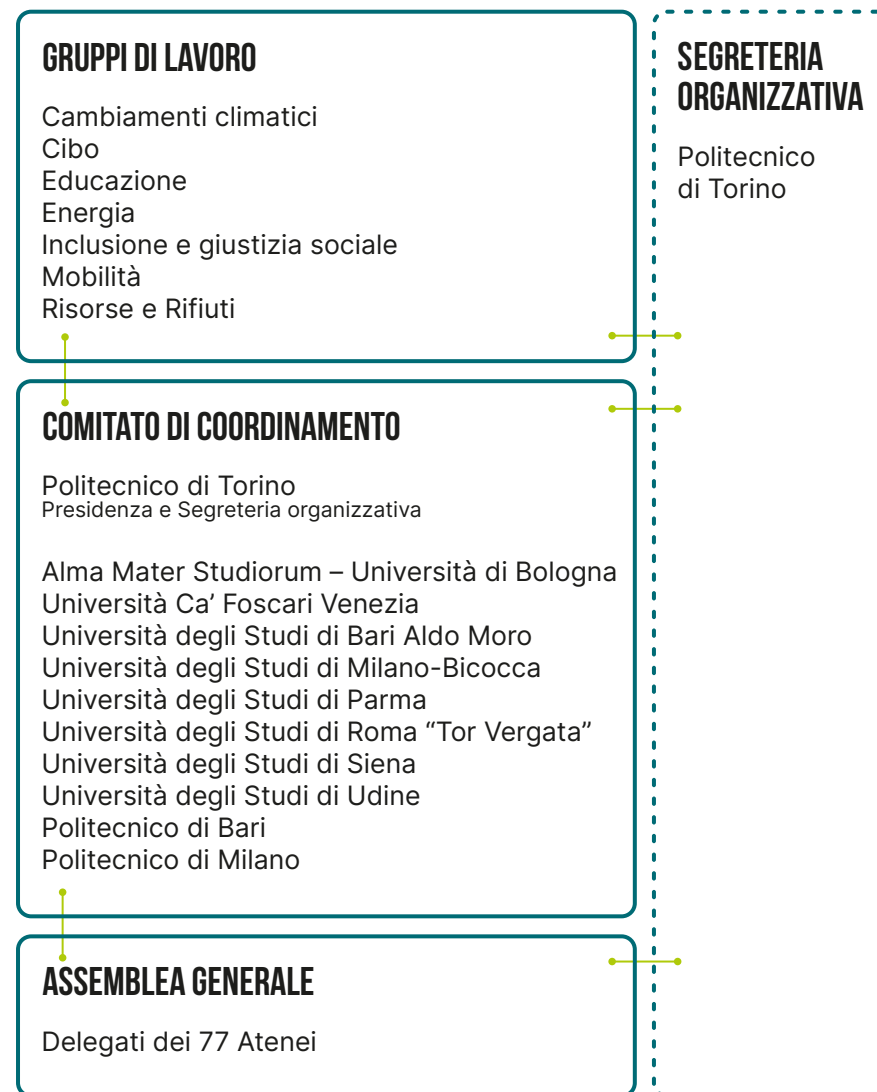 GRUPPI DI LAVORO
Cambiamenti climatici
Cibo
Educazione
Energia
Inclusione e giustizia sociale
Mobilità
Risorse e Rifiuti
COMITATO DI COORDINAMENTO
Politecnico di Torino
Presidenza e Segreteria organizzativa
Alma Mater Studiorum – Università di Bologna
Università Ca’ Foscari Venezia
Università degli Studi di Bari Aldo Moro
Università degli Studi di Milano-Bicocca
Università degli Studi di Parma
Università degli Studi di Roma “Tor Vergata”
Università degli Studi di Siena
Università degli Studi di Udine
Politecnico di Bari
Politecnico di Milano
ASSEMBLEA GENERALE
Delegati dei 77 Atenei
SEGRETERIA
ORGANIZZATIVA
Politecnico
di Torino